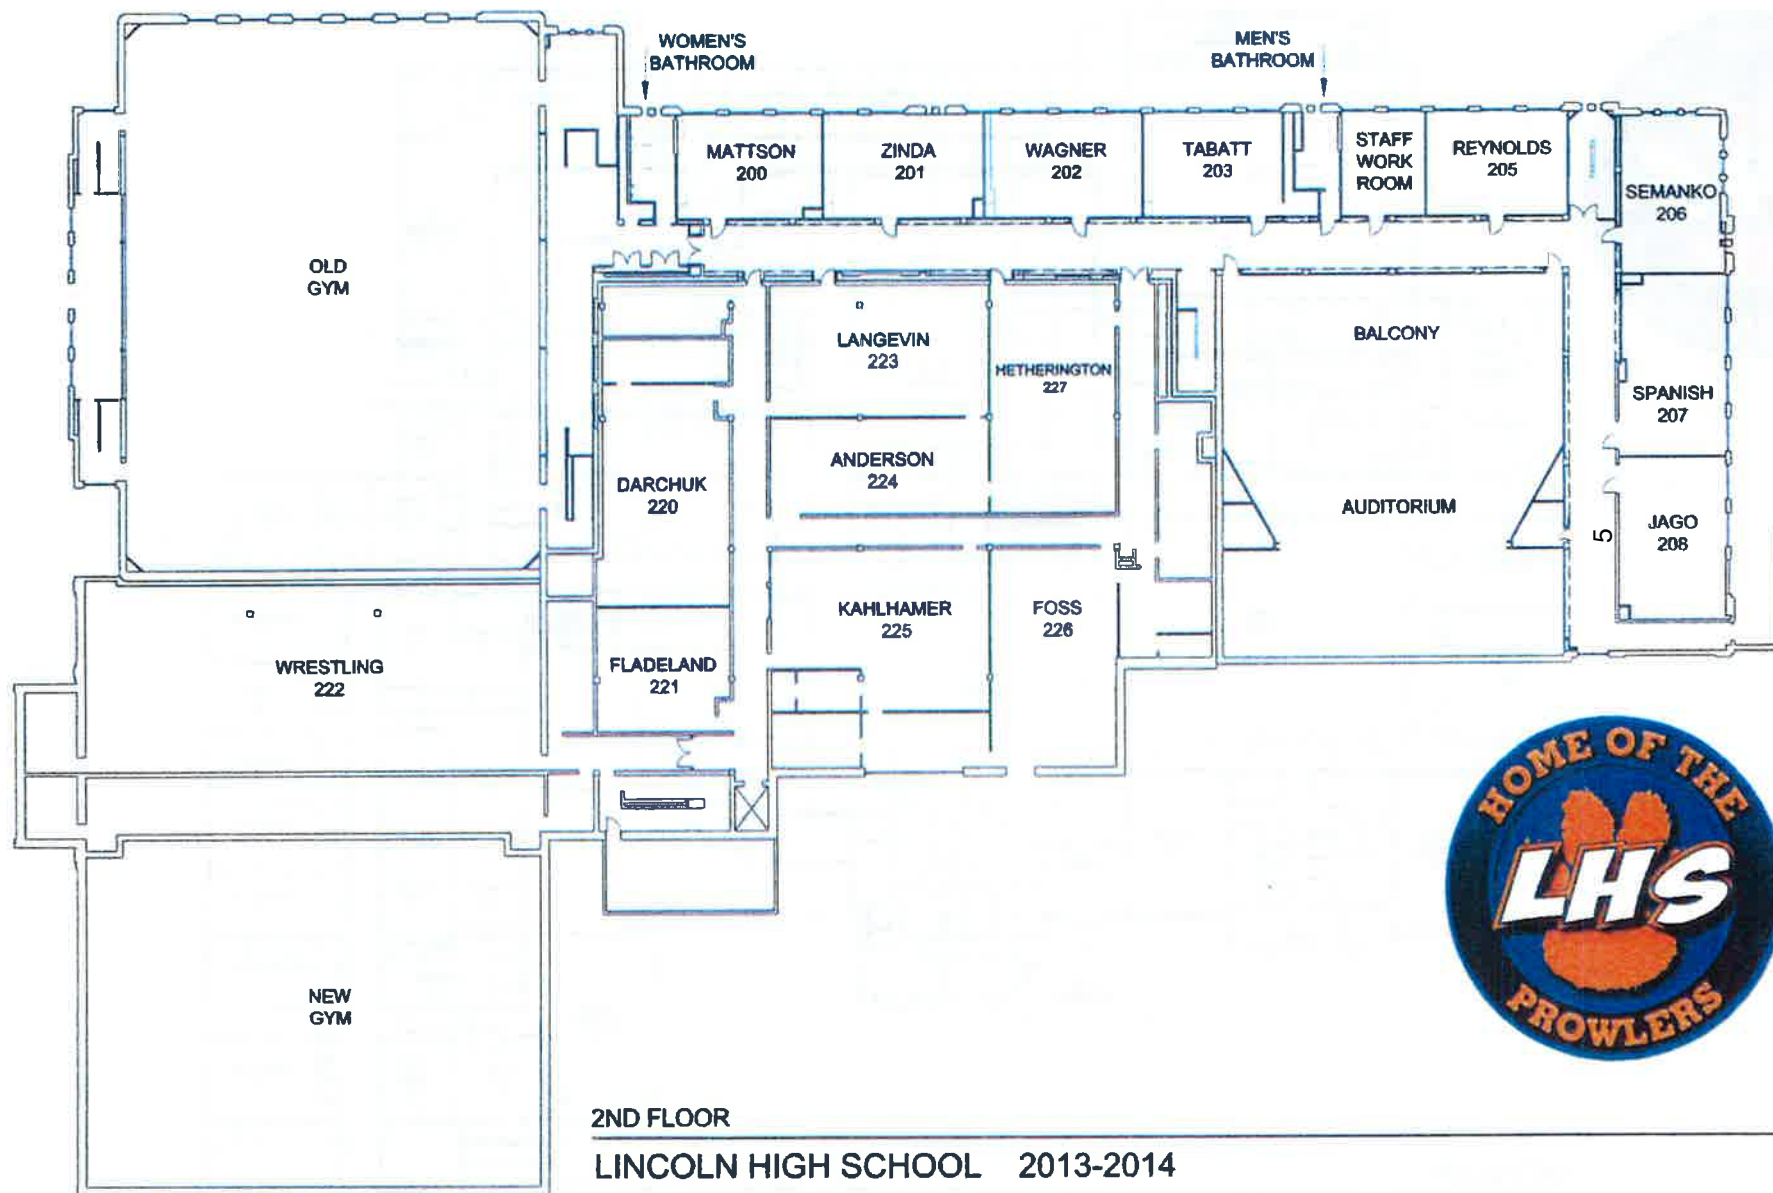 WOMEN'S
BATHROOM
MEN'S
BATHROOM
MATTSON
200
ZINDA
201
WAGNER
202
TABATT
203
STAFF
WORK
ROOM
REYNOLDS
205
SEMANKO
206
OLD
GYM
LANGEVIN
223
HETHERINGTON
227
BALCONY
SPANISH
207
DARCHUK
220
ANDERSON
224
AUDITORIUM
5
JAGO
208
WRESTLING
222
FLADELAND
221
KAHLHAMER
225
FOSS
226
HOME OF THE
LHS
PROWLERS
NEW
GYM
2ND FLOOR
LINCOLN HIGH SCHOOL 2013-2014